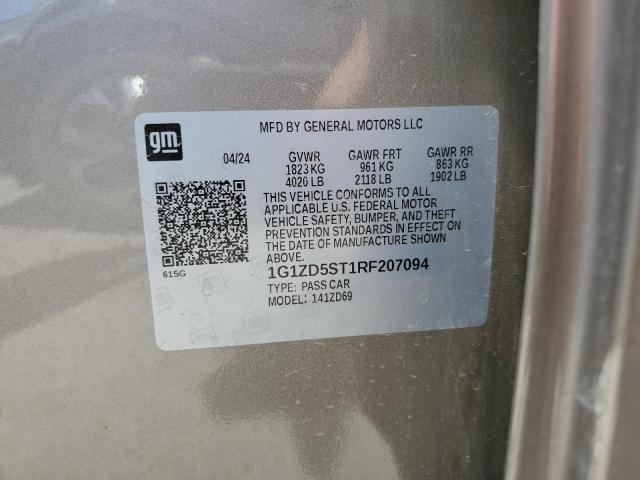 gm
MFD BY GENERAL MOTORS LLC
04/24 GVWR GAWR FRT GAWR RR
1823 KG 961 KG 863 KG
4020 LB 2118 LB 1902 LB
THIS VEHICLE CONFORMS TO ALL
APPLICABLE U.S. FEDERAL MOTOR
VEHICLE SAFETY, BUMPER, AND THEFT
PREVENTION STANDARDS IN EFFECT ON
THE DATE OF MANUFACTURE SHOWN
ABOVE.
615G
1G1ZD5ST1RF207094
TYPE: PASS CAR
MODEL: 141ZD69